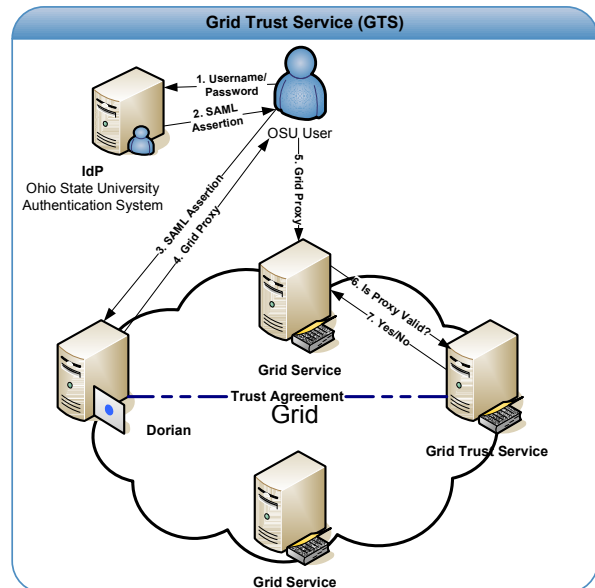 Grid Trust Service (GTS)
1. Username/
Password
2. SAML
Assertion
OSU User
IdP
Ohio State University
Authentication System
3. SAML Assertion
4. Grid Proxy
5. Grid Proxy
6. Is Proxy Valid?
7. Yes/No
Grid Service
Trust Agreement
Grid
Dorian
Grid Trust Service
Grid Service